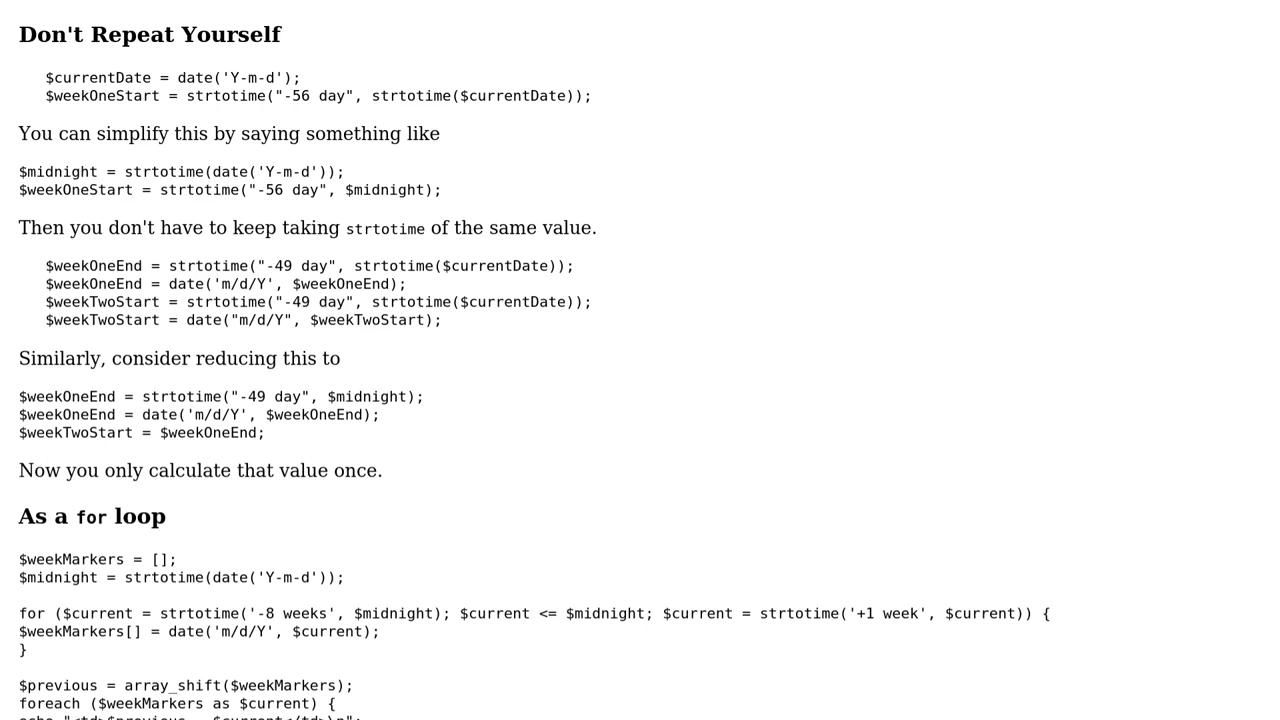 Don't Repeat Yourself
$currentDate = date('Y-m-d');
$weekOneStart = strtotime("-56 day", strtotime($currentDate));
You can simplify this by saying something like
$midnight = strtotime(date('Y-m-d'));
$weekOneStart = strtotime("-56 day", $midnight);
Then you don't have to keep taking strtotime of the same value.
$weekOneEnd = strtotime("-49 day", strtotime($currentDate));
$weekOneEnd = date('m/d/Y', $weekOneEnd);
$weekTwoStart = strtotime("-49 day", strtotime($currentDate));
$weekTwoStart = date("m/d/Y", $weekTwoStart);
Similarly, consider reducing this to
$weekOneEnd = strtotime("-49 day", $midnight);
$weekOneEnd = date('m/d/Y', $weekOneEnd);
$weekTwoStart = $weekOneEnd;
Now you only calculate that value once.
As a for loop
$weekMarkers = [];
$midnight = strtotime(date('Y-m-d'));
for ($current = strtotime('-8 weeks', $midnight); $current <= $midnight; $current = strtotime('+1 week', $current)) {
$weekMarkers[] = date('m/d/Y', $current);
}
$previous = array_shift($weekMarkers);
foreach ($weekMarkers as $current) {